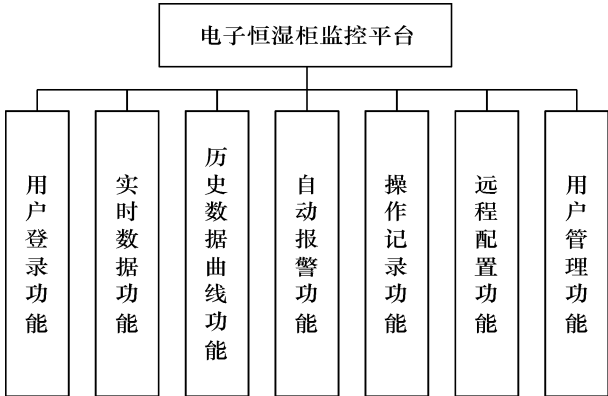 电子恒湿柜监控平台
用户登录功能
实时数据功能
历史数据曲线功能
自动报警功能
操作记录功能
远程配置功能
用户管理功能